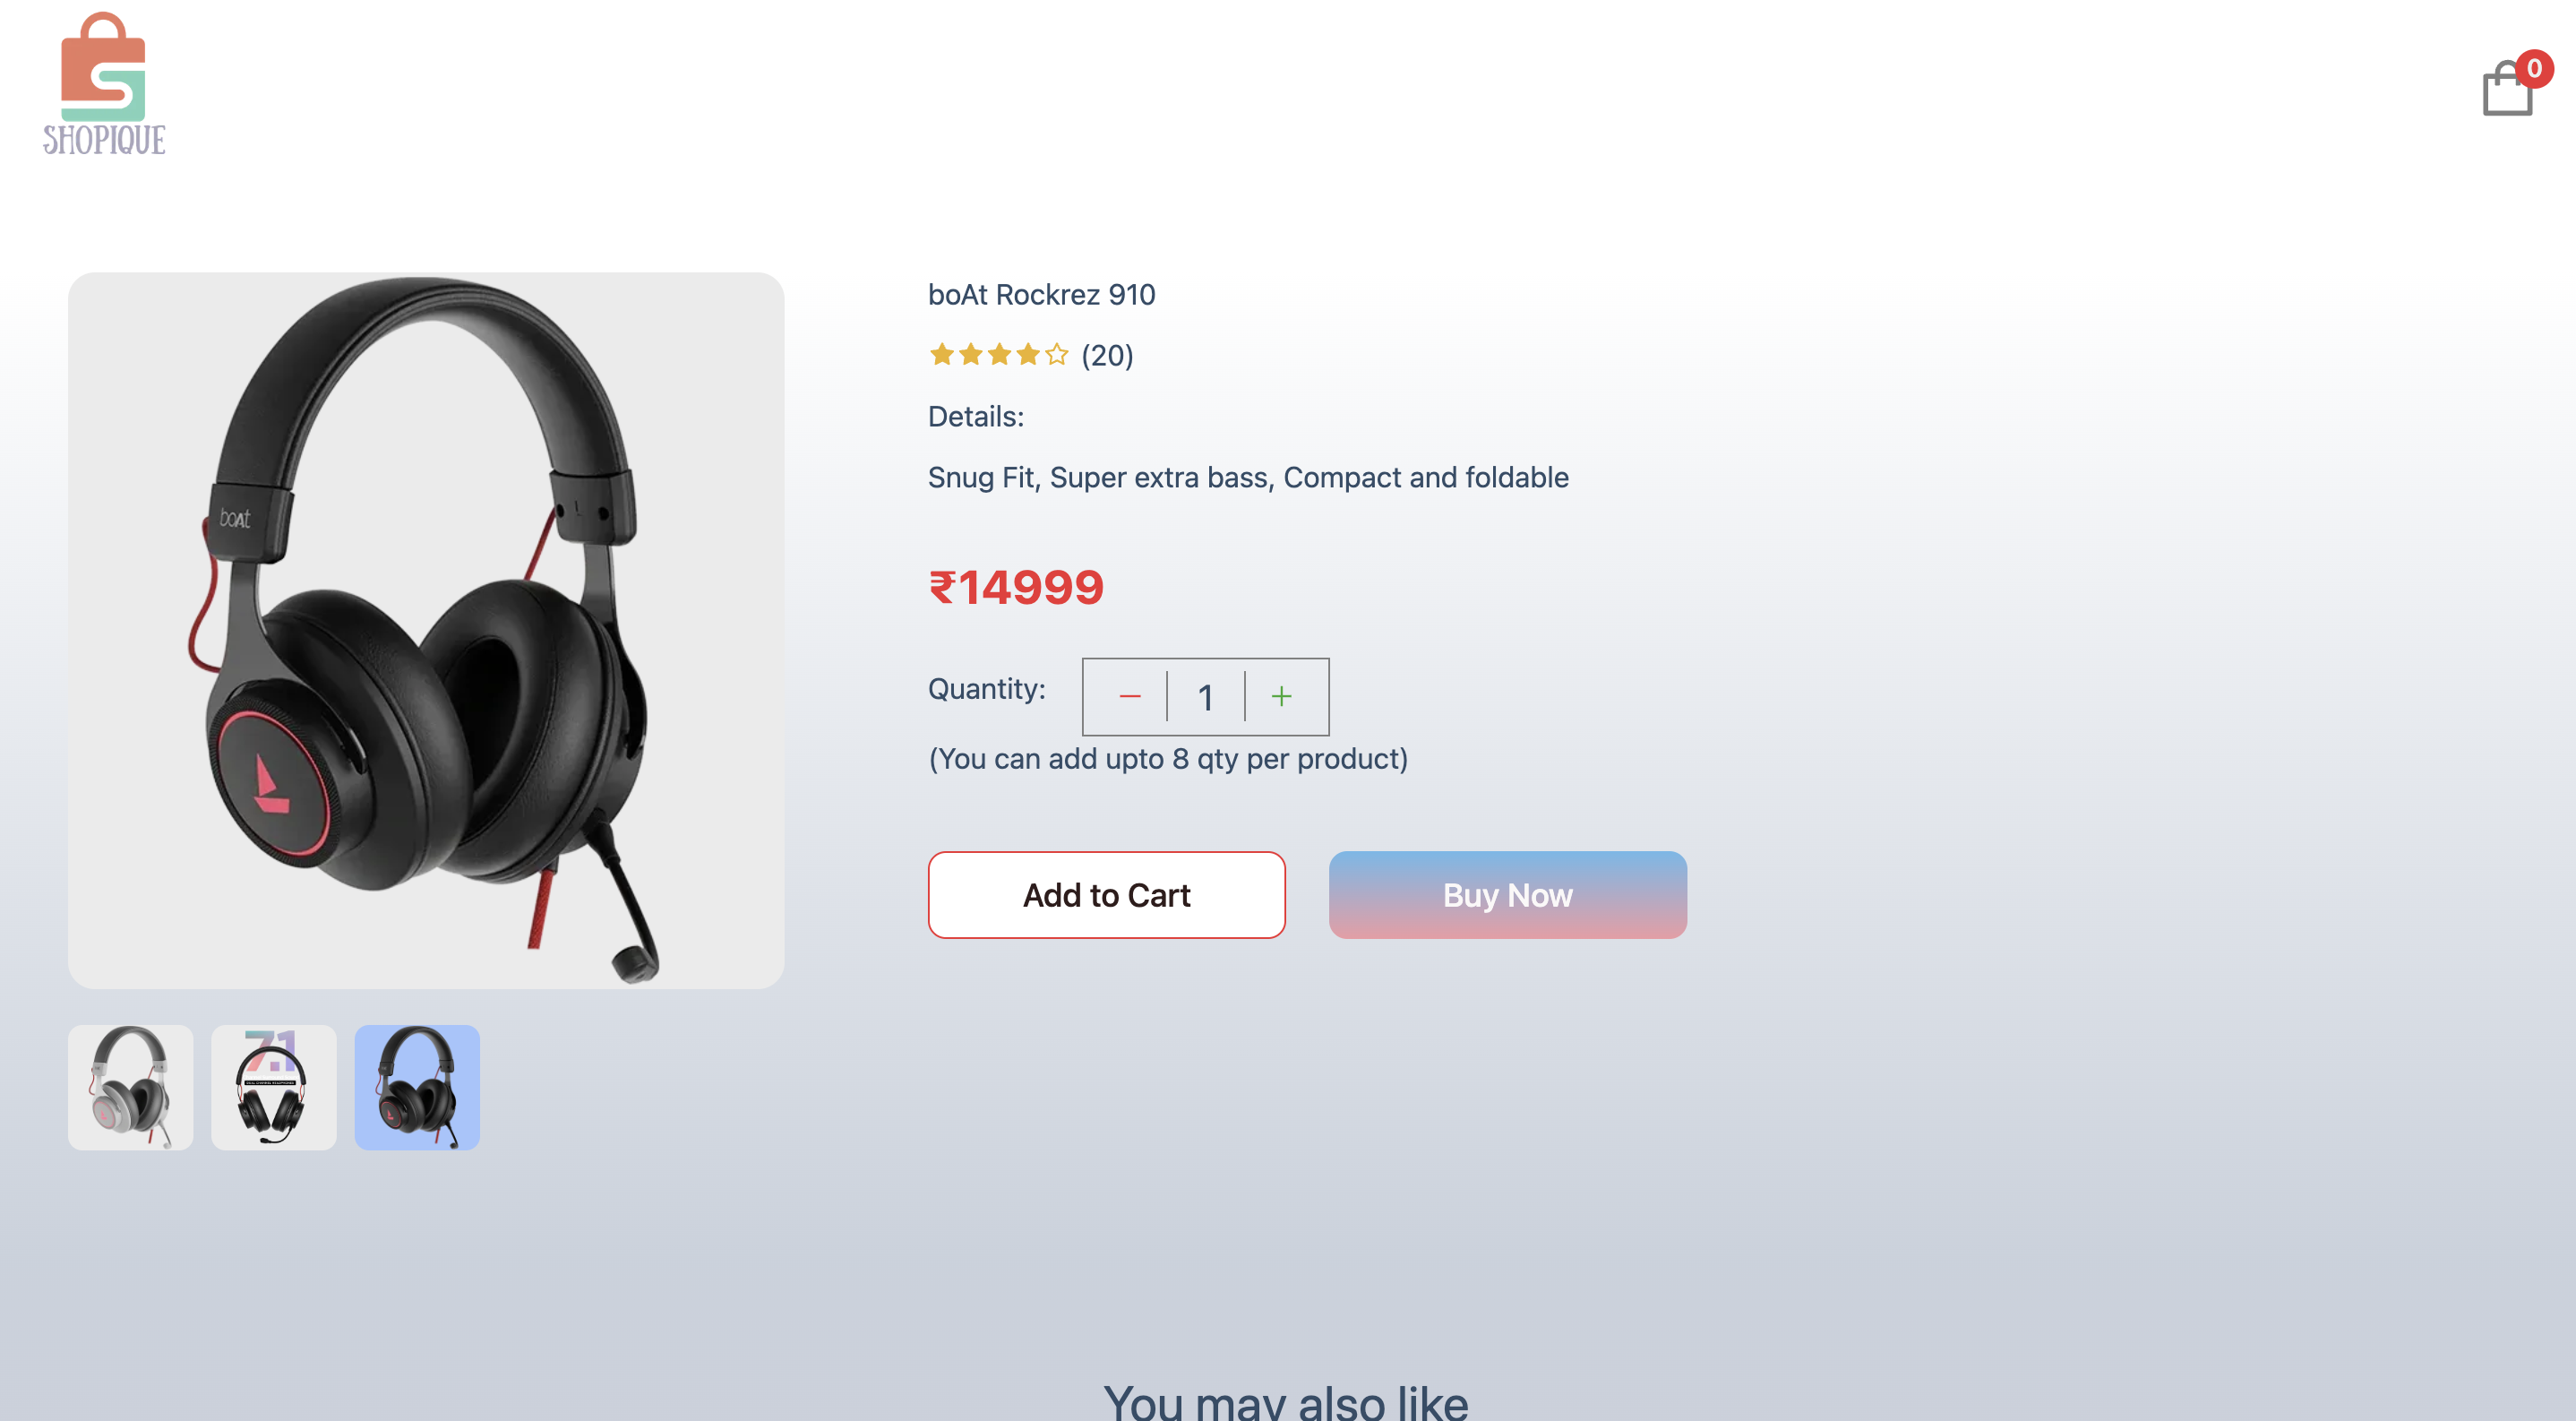 SHOPIQUE
0
boAt
L
boAt Rockrez 910
(20)
Details:
Snug Fit, Super extra bass, Compact and foldable
₹14999
Quantity: − 1 +
(You can add upto 8 qty per product)
Add to Cart Buy Now
7.1
You may also like